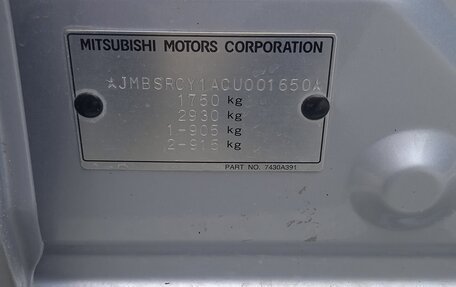 MITSUBISHI MOTORS CORPORATION
*JMBSRCY1ACU001650*
1750 kg
2930 kg
1-905 kg
2-915 kg
PART NO. 7430A391